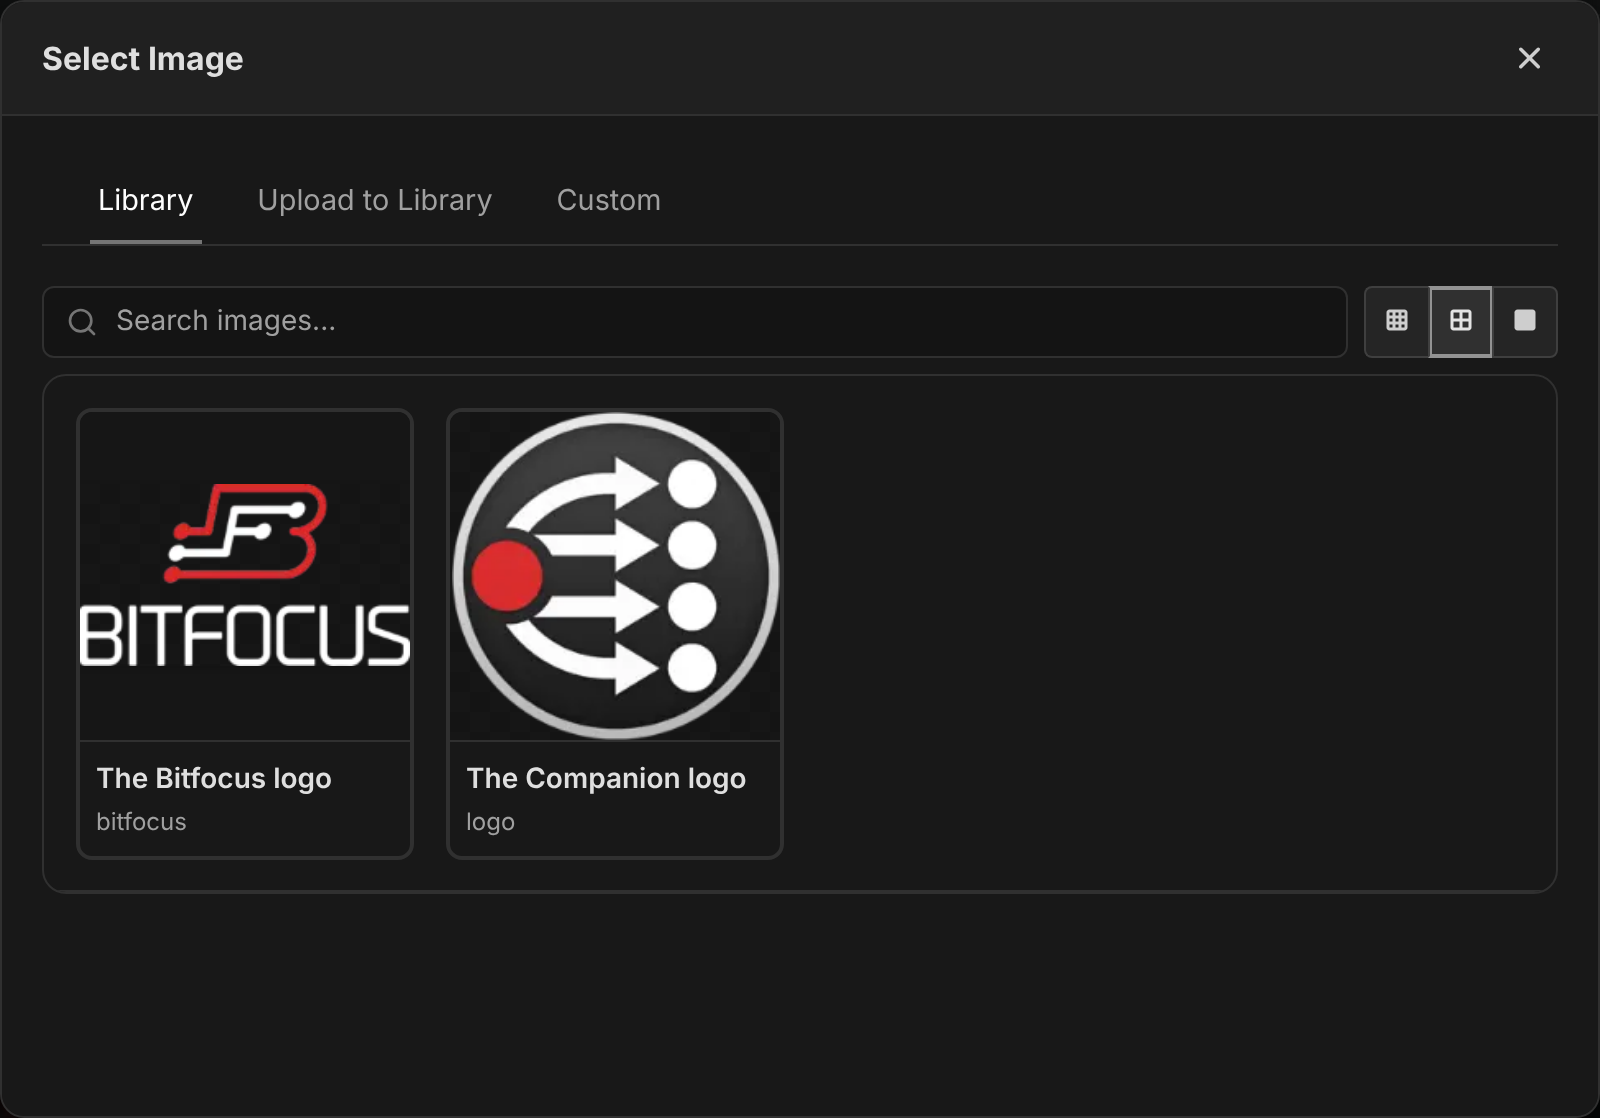 Select Image
Library
Upload to Library
Custom
Search images...
BITFOCUS
The Bitfocus logo
bitfocus
The Companion logo
logo